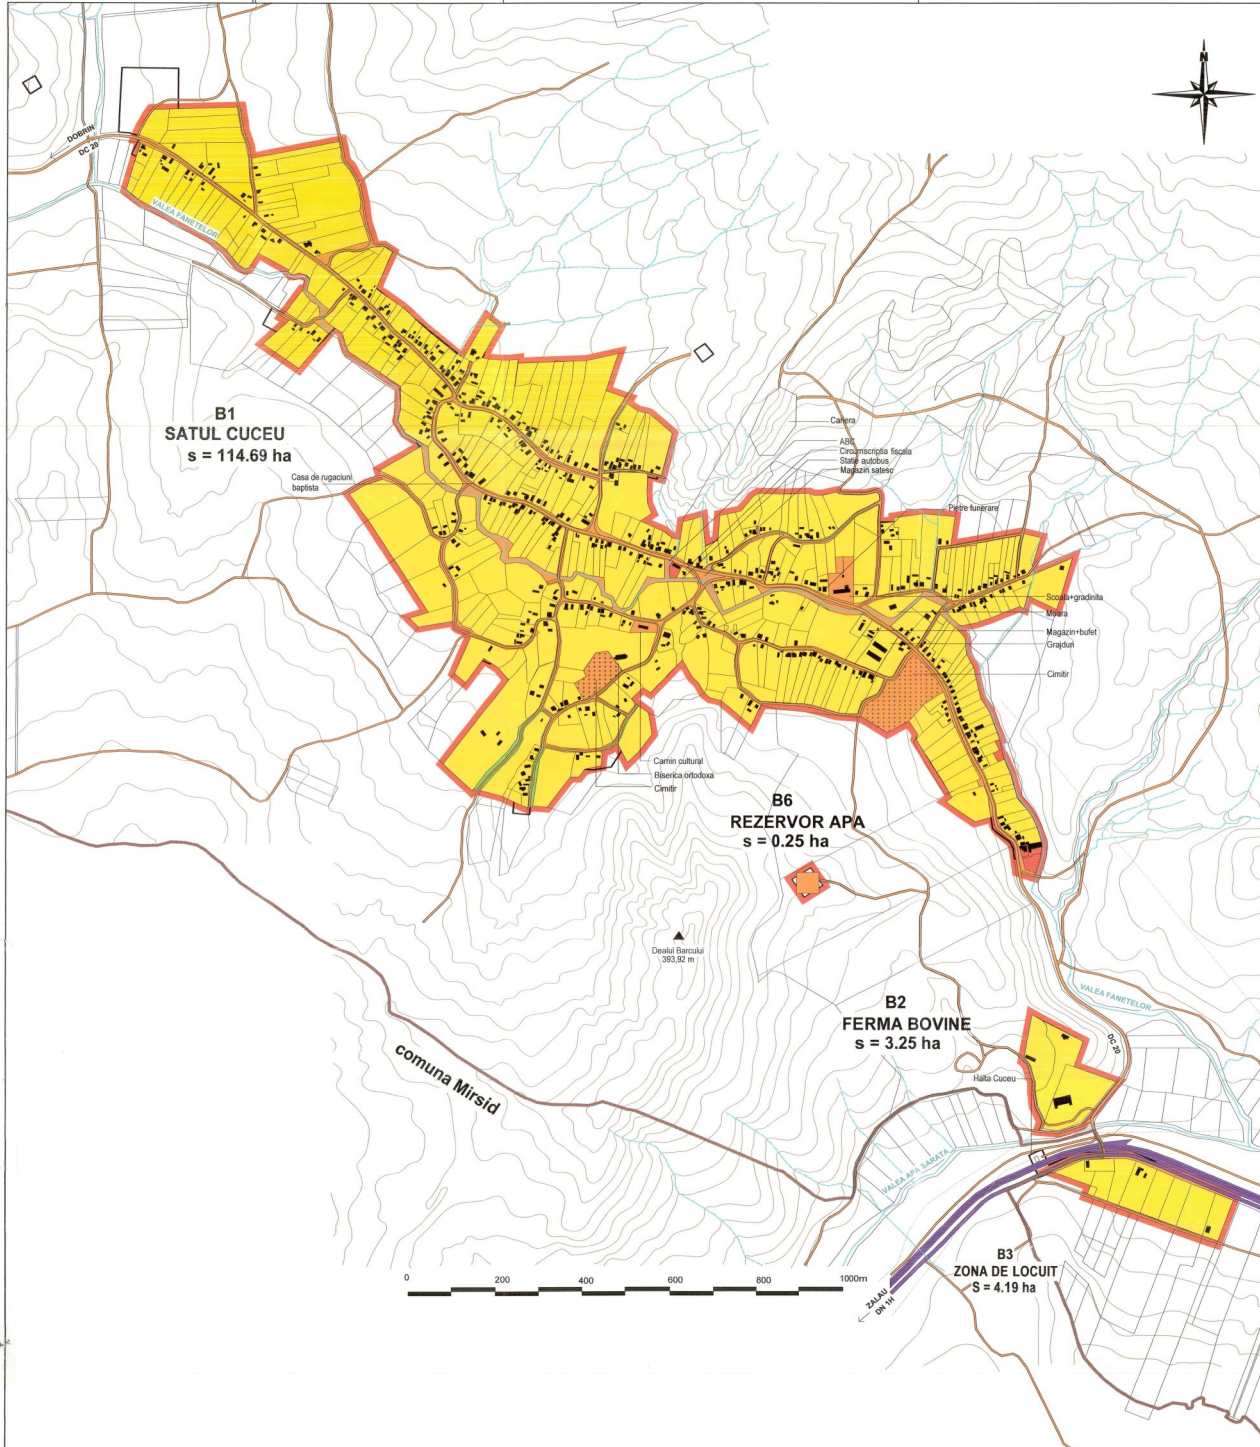 N
DOBRIN
DC 20
VALEA FANETELOR
B1
SATUL CUCEU
s = 114.69 ha
Casa de rugaciuni
baptista
Cariera
ABC
Circumscriptia fiscala
Statie autobus
Magazin satesc
Pietre funerare
Scoala+gradinita
Moara
Magazin+bufet
Grajduri
Cimitir
Camin cultural
Biserica ortodoxa
Cimitir
B6
REZERVOR APA
s = 0.25 ha
Dealul Barcului
393,92 m
B2
FERMA BOVINE
s = 3.25 ha
VALEA FANETELOR
DC 20
Halta Cuceu
comuna Mirsid
VALEA APA SARATA
B3
ZONA DE LOCUIT
S = 4.19 ha
0 200 400 600 800 1000m
ZALAU
DN 1H